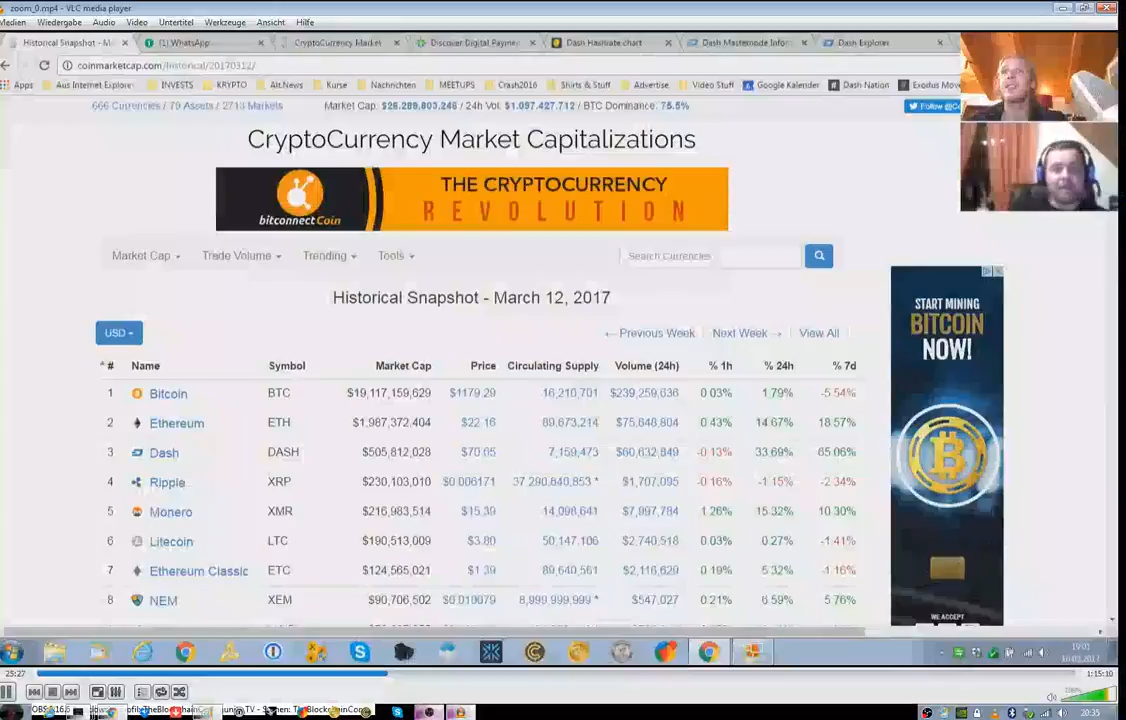 zoom_0.mp4 - VLC media player
Medien Wiedergabe Audio Video Untertitel Werkzeuge Ansicht Hilfe
Historical Snapshot - M (1) WhatsApp CryptoCurrency Market Discover Digital Paymen Dash Hashrate chart Dash Masternode Infor Dash Explorer
coinmarketcap.com/historical/20170312/
Apps Aus Internet Explorer INVESTS KRYPTO Alt.News Kurse Nachrichten MEETUPS Crash2016 Shirts & Stuff Advertise Video Stuff Google Kalender Dash Nation Exodus Mover
666 Currencies / 79 Assets / Markets Market Cap: / 24h Vol: $1,097,427,712 / BTC Dominance: 75.5% Follow
CryptoCurrency Market Capitalizations
bitconnect Coin
THE CRYPTOCURRENCY
REVOLUTION
Market Cap Trade Volume Trending Tools Search Currencies
Historical Snapshot - March 12, 2017
USD ← Previous Week Next Week → View All
# Name Symbol Market Cap Price Circulating Supply Volume (24h) % 1h % 24h % 7d
1 Bitcoin BTC $19,117,159,629 $1179.29 16,210,701 $239,259,636 0.03% 1.79% -5.54%
2 Ethereum ETH $1,987,372,404 $22.16 89,673,214 $75,648,804 0.43% 14.67% 18.57%
3 Dash DASH $505,812,028 $70.65 7,159,473 $60,632,849 -0.13% 33.69% 65.06%
4 Ripple XRP $230,103,010 $0.006171 37,290,640,853 * $1,707,095 -0.16% -1.15% -2.34%
5 Monero XMR $216,983,514 $15.39 14,098,641 $7,997,784 1.26% 15.32% 10.30%
6 Litecoin LTC $190,513,009 $3.80 50,147,106 $2,740,518 0.03% 0.27% -1.41%
7 Ethereum Classic ETC $124,565,021 $1.39 89,640,561 $2,116,629 0.19% 5.32% -1.16%
8 NEM XEM $90,706,502 $0.010079 8,999,999,999 * $547,027 0.21% 6.59% 5.76%
START MINING
BITCOIN
NOW!
WE ACCEPT
19:01
25:27 1:15:10
20:35